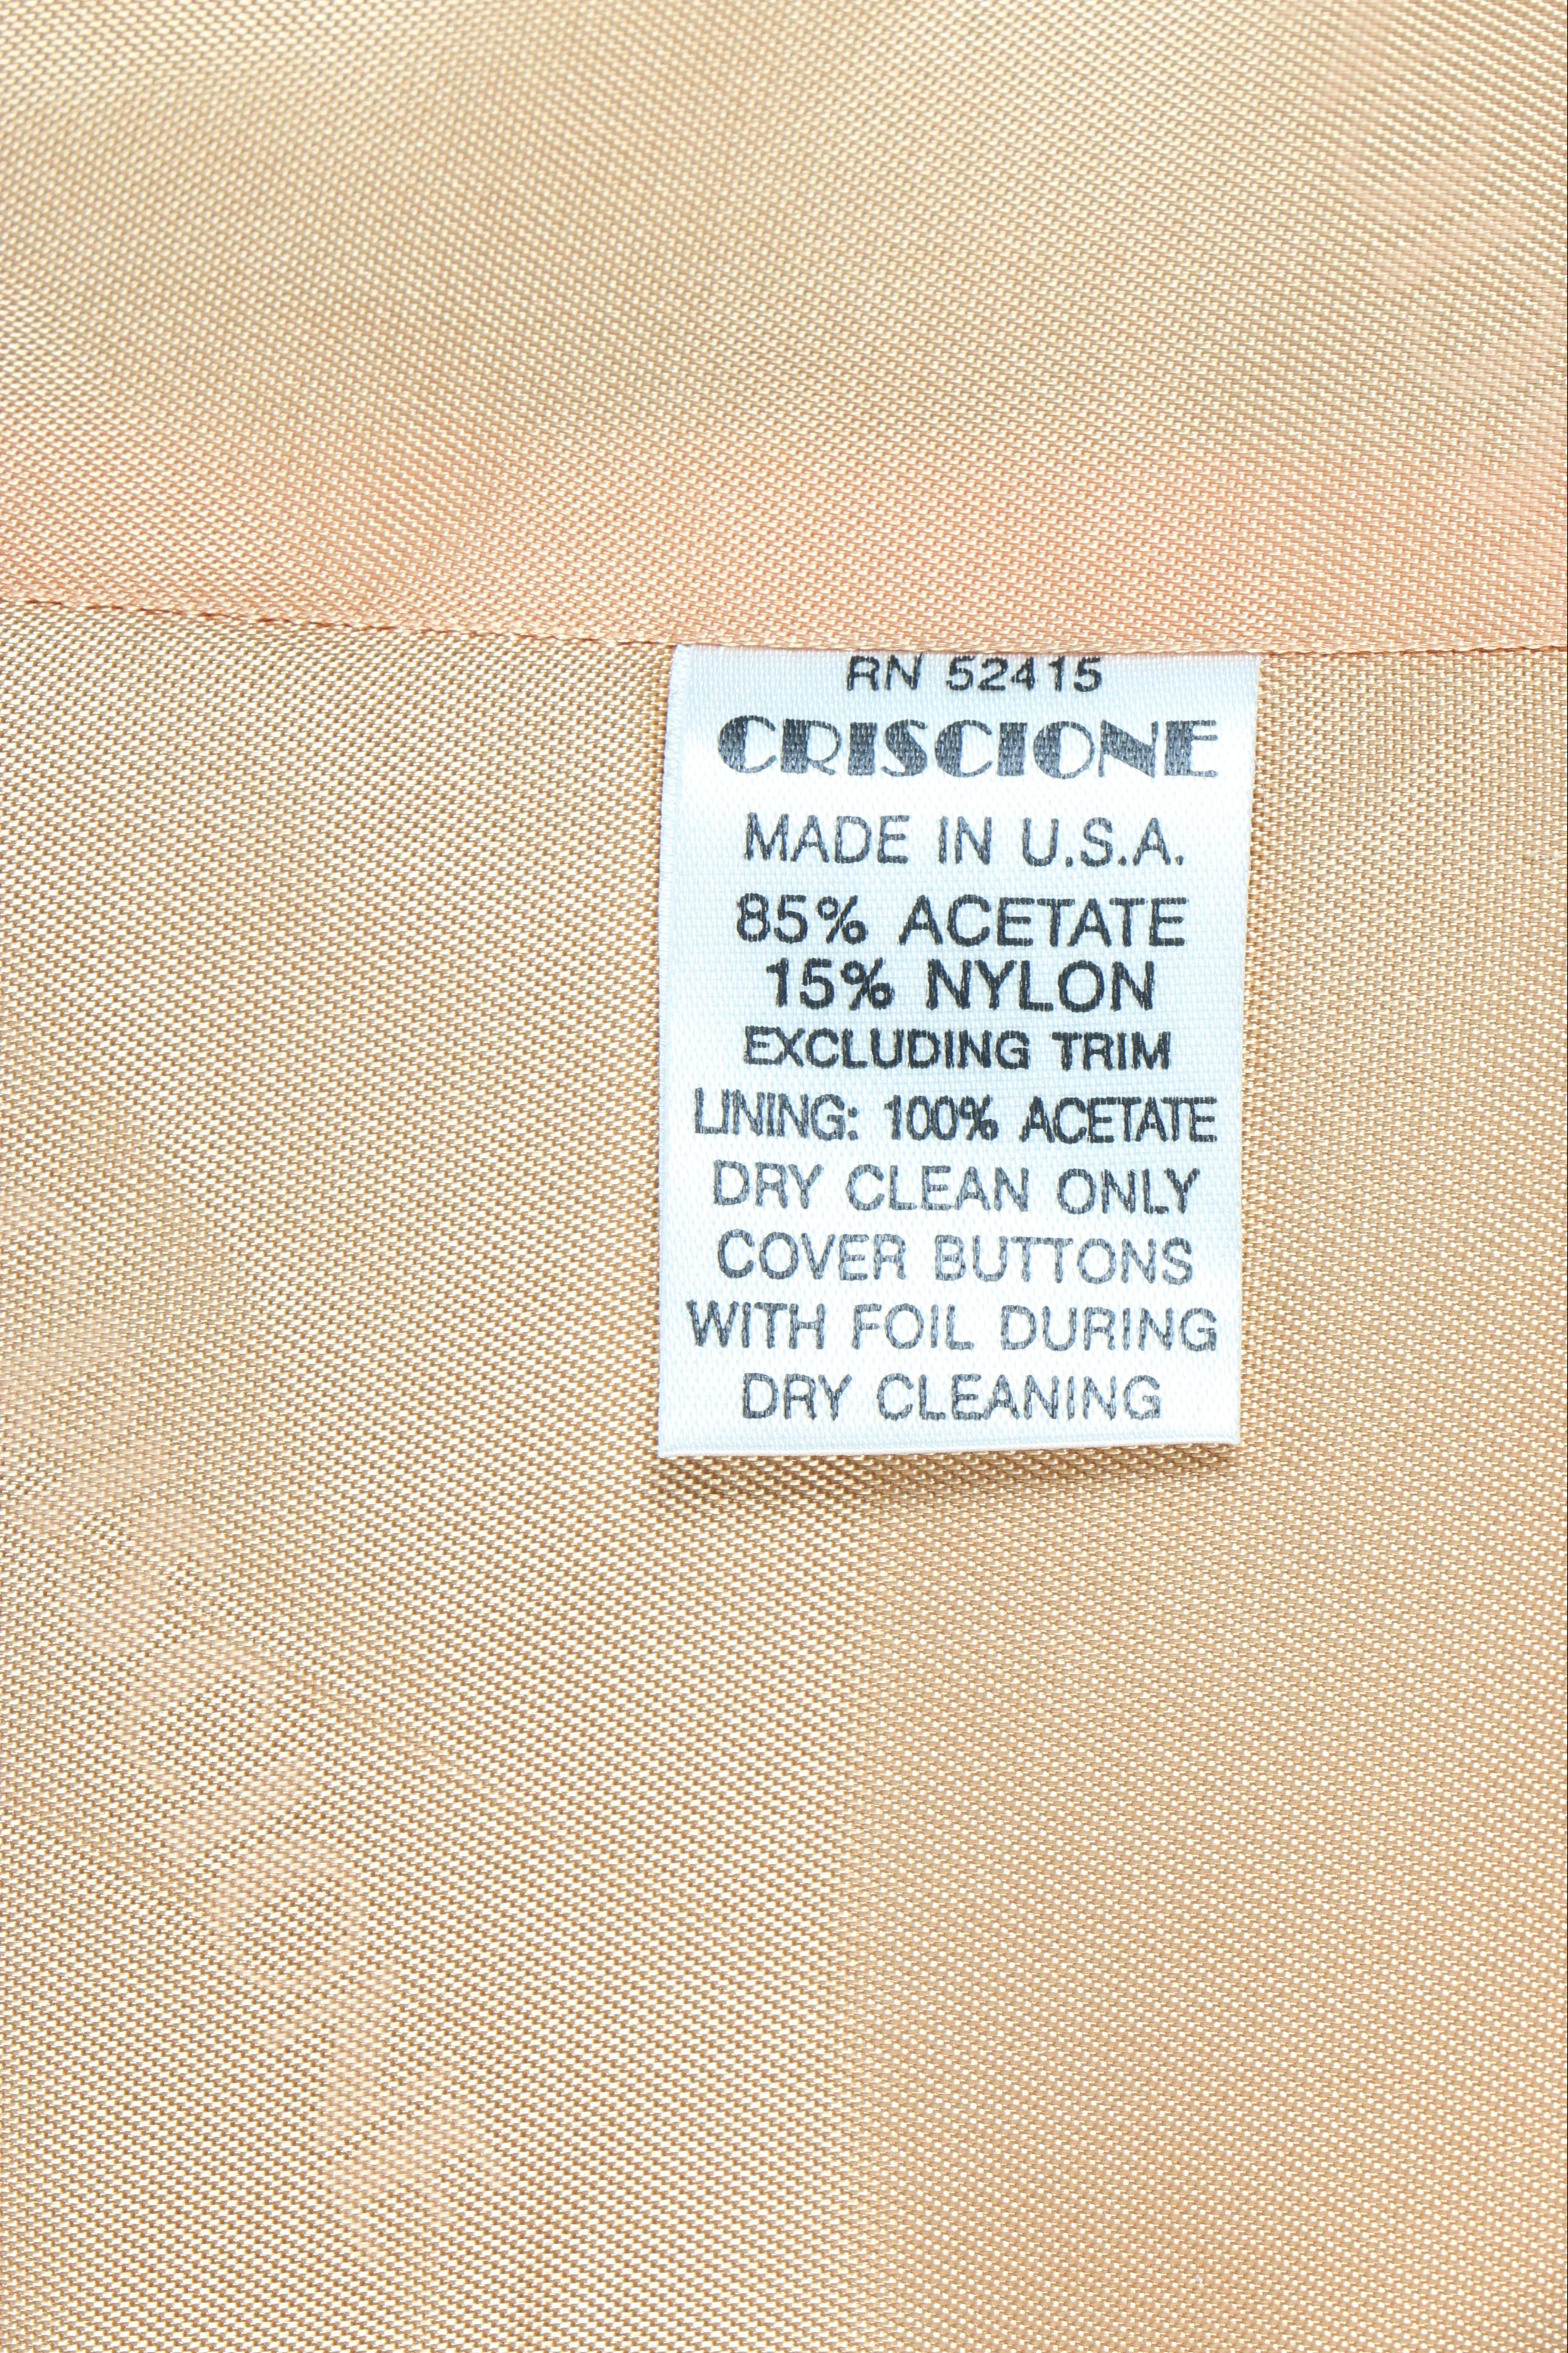 RN 52415
CRISCIONE
MADE IN U.S.A.
85% ACETATE
15% NYLON
EXCLUDING TRIM
LINING: 100% ACETATE
DRY CLEAN ONLY
COVER BUTTONS
WITH FOIL DURING
DRY CLEANING